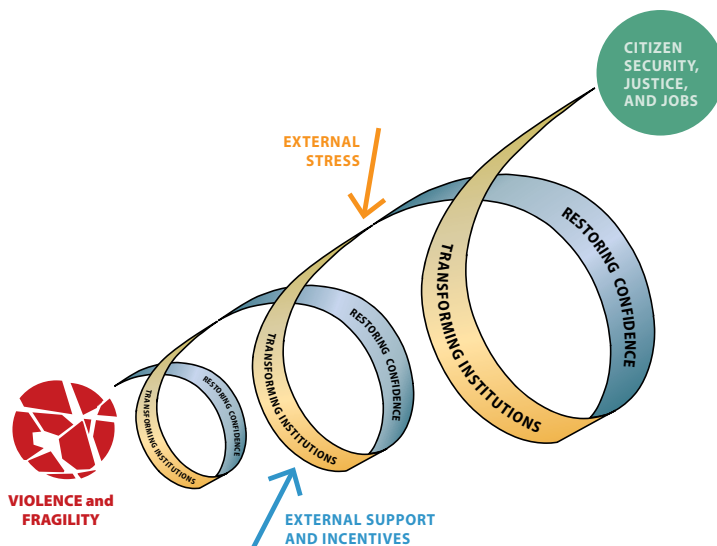 CITIZEN
SECURITY,
JUSTICE,
AND JOBS
EXTERNAL
STRESS
RESTORING CONFIDENCE
TRANSFORMING INSTITUTIONS
RESTORING CONFIDENCE
TRANSFORMING INSTITUTIONS
RESTORING CONFIDENCE
TRANSFORMING INSTITUTIONS
VIOLENCE and
FRAGILITY
EXTERNAL SUPPORT
AND INCENTIVES